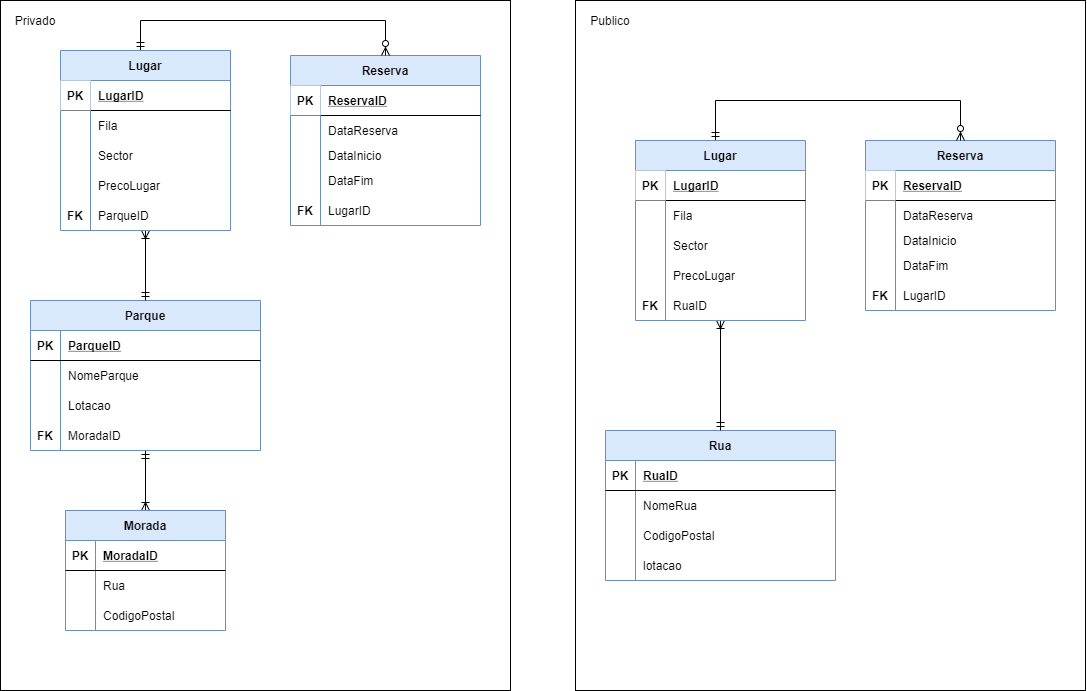 Privado
Lugar
PK LugarID
Fila
Sector
PrecoLugar
FK ParqueID
Reserva
PK ReservaID
DataReserva
DataInicio
DataFim
FK LugarID
Parque
PK ParqueID
NomeParque
Lotacao
FK MoradaID
Morada
PK MoradaID
Rua
CodigoPostal
Publico
Lugar
PK LugarID
Fila
Sector
PrecoLugar
FK RuaID
Reserva
PK ReservaID
DataReserva
DataInicio
DataFim
FK LugarID
Rua
PK RuaID
NomeRua
CodigoPostal
lotacao